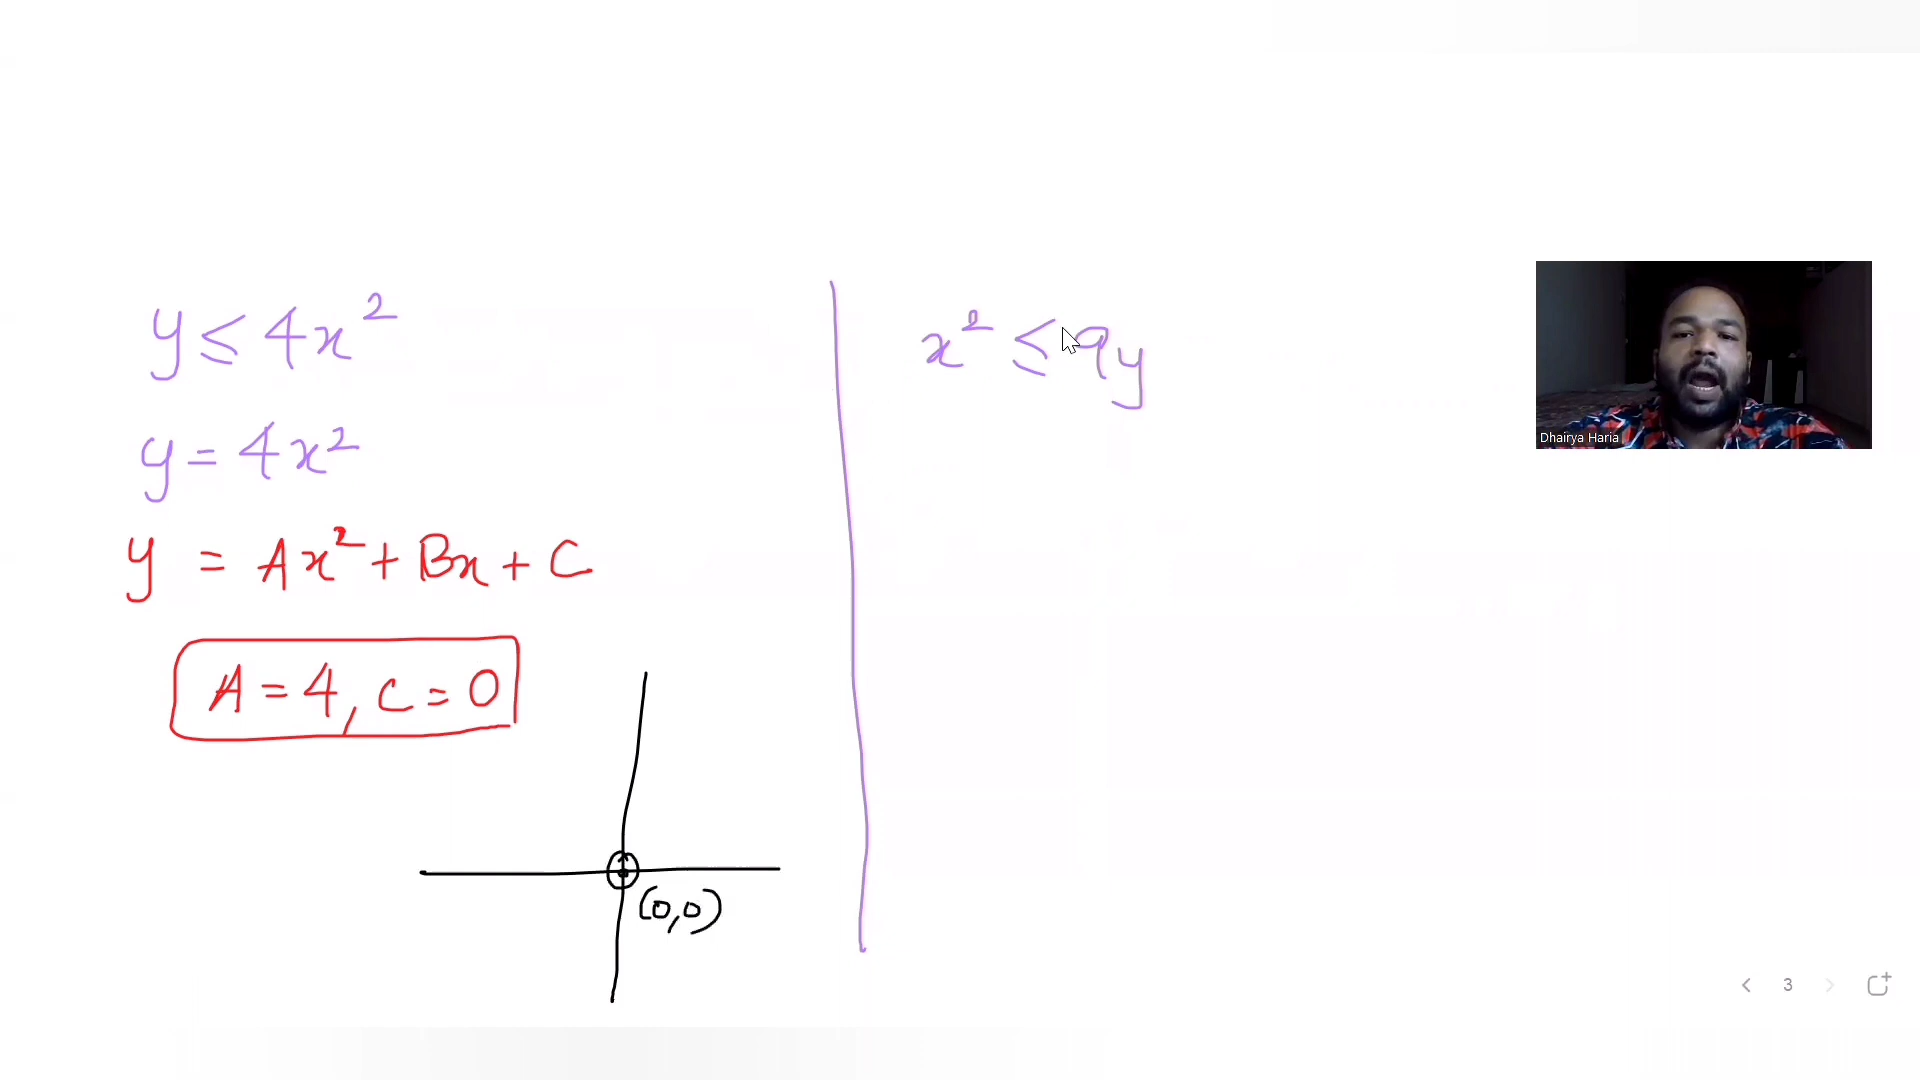 y ≤ 4x²
y = 4x²
y = Ax² + Bx + C
A = 4, C = 0
(0,0)
x² ≤ 9y
Dhairya Haria
3